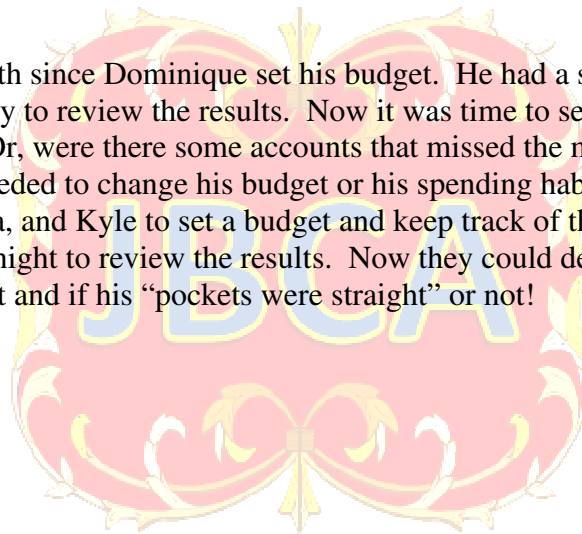 th since Dominique set his budget. He had a s
y to review the results. Now it was time to se
Or, were there some accounts that missed the m
eded to change his budget or his spending hab
a, and Kyle to set a budget and keep track of th
night to review the results. Now they could de
t and if his “pockets were straight” or not!
JBCA